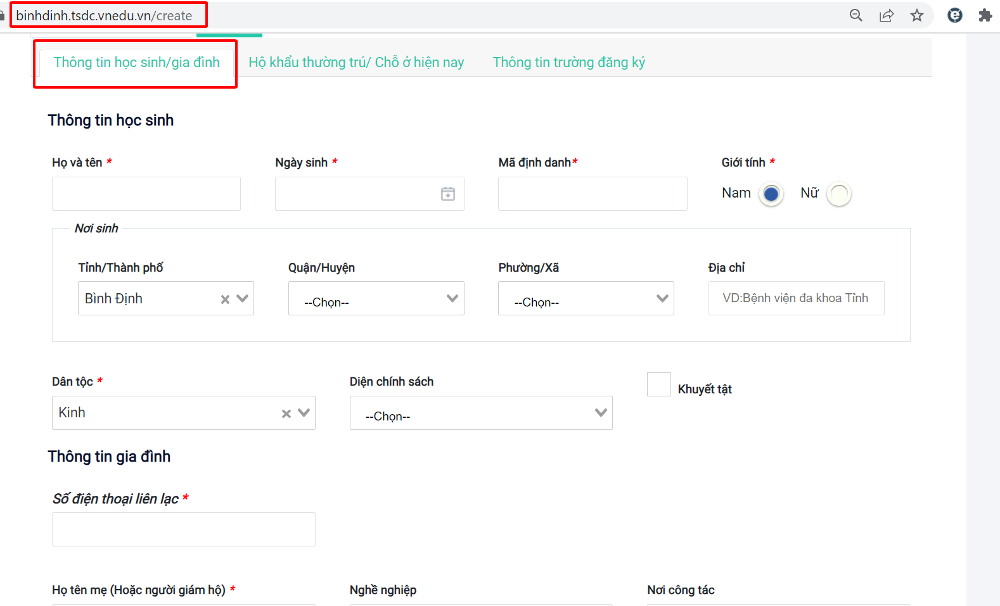 binhdinh.tsdc.vnedu.vn/create
Thông tin học sinh/gia đình Hộ khẩu thường trú/ Chỗ ở hiện nay Thông tin trường đăng ký
Thông tin học sinh
Họ và tên * Ngày sinh * Mã định danh* Giới tính *
Nam Nữ
Nơi sinh
Tỉnh/Thành phố Quận/Huyện Phường/Xã Địa chỉ
Bình Định --Chọn-- --Chọn-- VD:Bệnh viện đa khoa Tỉnh
Dân tộc * Diện chính sách Khuyết tật
Kinh --Chọn--
Thông tin gia đình
Số điện thoại liên lạc *
Họ tên mẹ (Hoặc người giám hộ) * Nghề nghiệp Nơi công tác